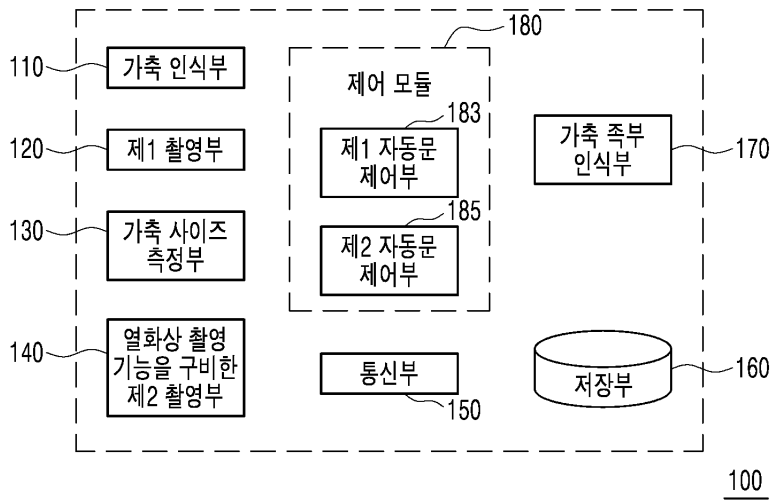 180
110
가축 인식부
제어 모듈
183
120
제1 촬영부
제1 자동문
제어부
가축 족부
인식부
170
130
가축 사이즈
측정부
185
제2 자동문
제어부
140
열화상 촬영
기능을 구비한
제2 촬영부
통신부
150
저장부
160
100